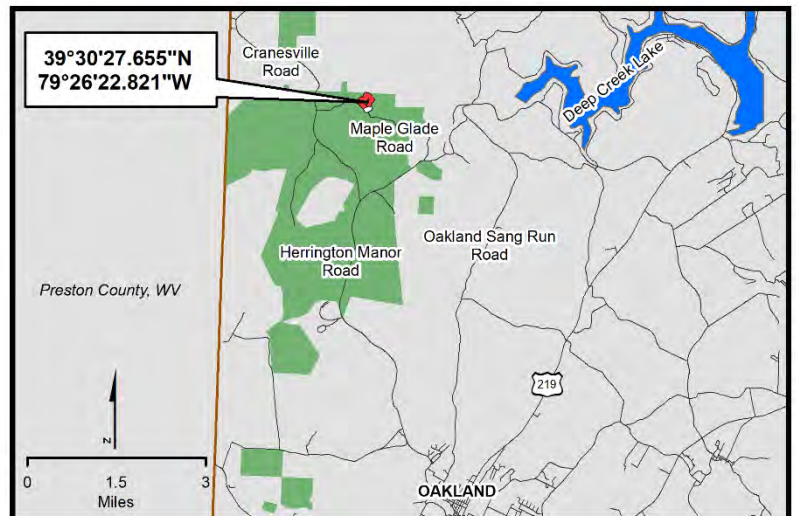 39°30'27.655"N
79°26'22.821"W
Cranesville
Road
Deep Creek Lake
Maple Glade
Road
Oakland Sang Run
Road
Herrington Manor
Road
Preston County, WV
219
N
0 1.5 3
Miles
OAKLAND